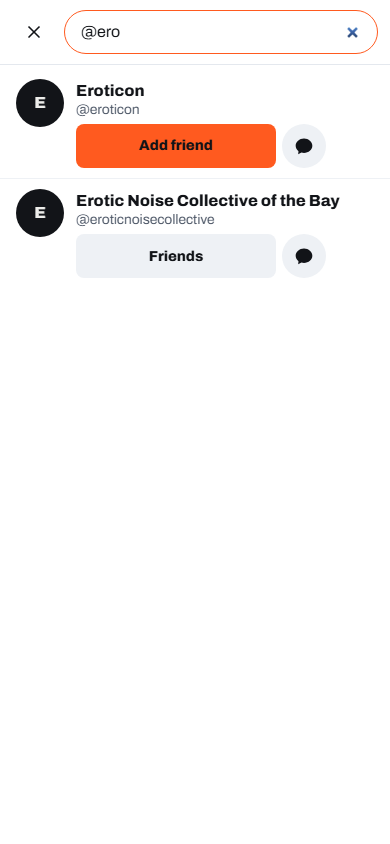 @ero
E
Eroticon
@eroticon
Add friend
E
Erotic Noise Collective of the Bay
@eroticnoisecollective
Friends